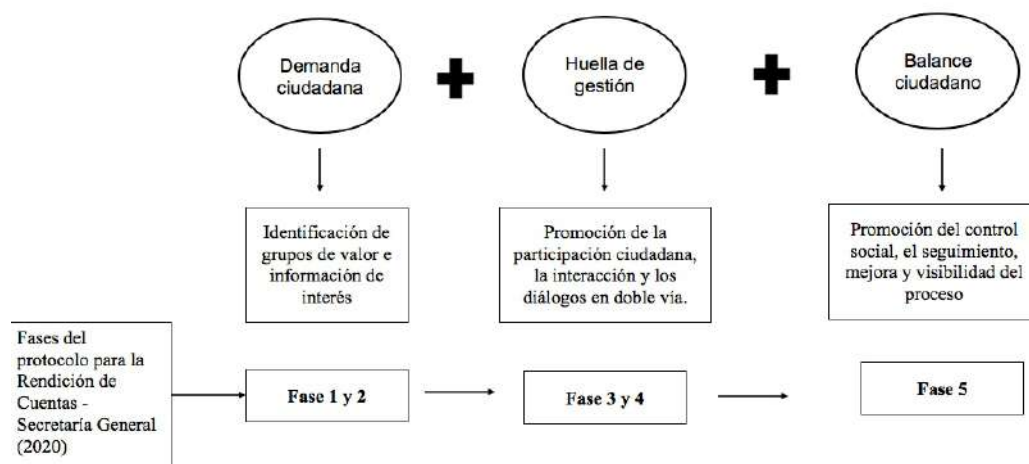 Demanda
ciudadana
Huella de
gestión
Balance
ciudadano
Identificación de
grupos de valor e
información de
interés
Promoción de la
participación ciudadana,
la interacción y los
diálogos en doble vía.
Promoción del control
social, el seguimiento,
mejora y visibilidad del
proceso
Fases del
protocolo para la
Rendición de
Cuentas -
Secretaría General
(2020)
Fase 1 y 2
Fase 3 y 4
Fase 5